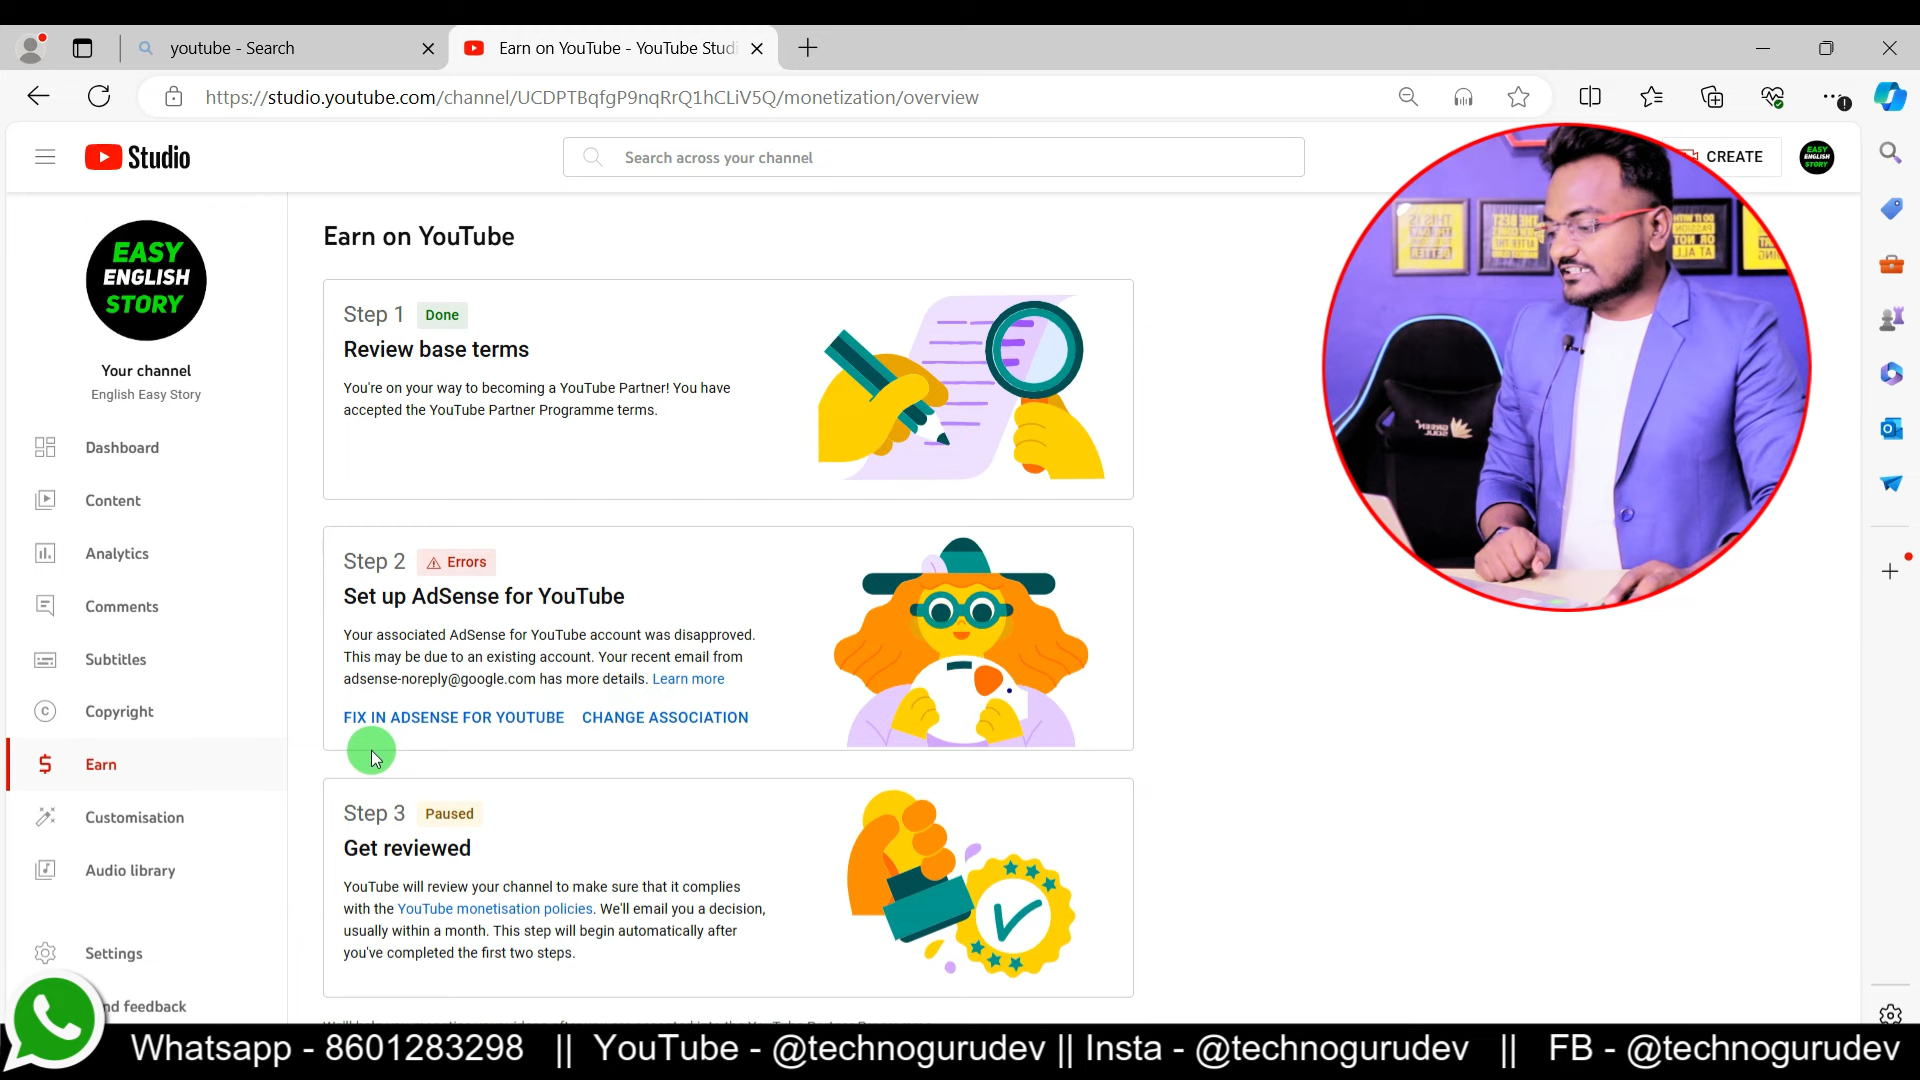 youtube - Search
Earn on YouTube - YouTube Studi
https://studio.youtube.com/channel/UCDPTBqfgP9nqRrQ1hCLiV5Q/monetization/overview
Studio
Search across your channel
CREATE
EASY
ENGLISH
STORY
EASY
ENGLISH
STORY
Your channel
English Easy Story
Dashboard
Content
Analytics
Comments
Subtitles
Copyright
Earn
Customisation
Audio library
Settings
nd feedback
Earn on YouTube
Step 1 Done
Review base terms
You're on your way to becoming a YouTube Partner! You have
accepted the YouTube Partner Programme terms.
Step 2 Errors
Set up AdSense for YouTube
Your associated AdSense for YouTube account was disapproved.
This may be due to an existing account. Your recent email from
adsense-noreply@google.com has more details. Learn more
FIX IN ADSENSE FOR YOUTUBE CHANGE ASSOCIATION
Step 3 Paused
Get reviewed
YouTube will review your channel to make sure that it complies
with the YouTube monetisation policies. We'll email you a decision,
usually within a month. This step will begin automatically after
you've completed the first two steps.
GREEN
SOUL
Whatsapp - 8601283298 || YouTube - @technogurudev || Insta - @technogurudev || FB - @technogurudev